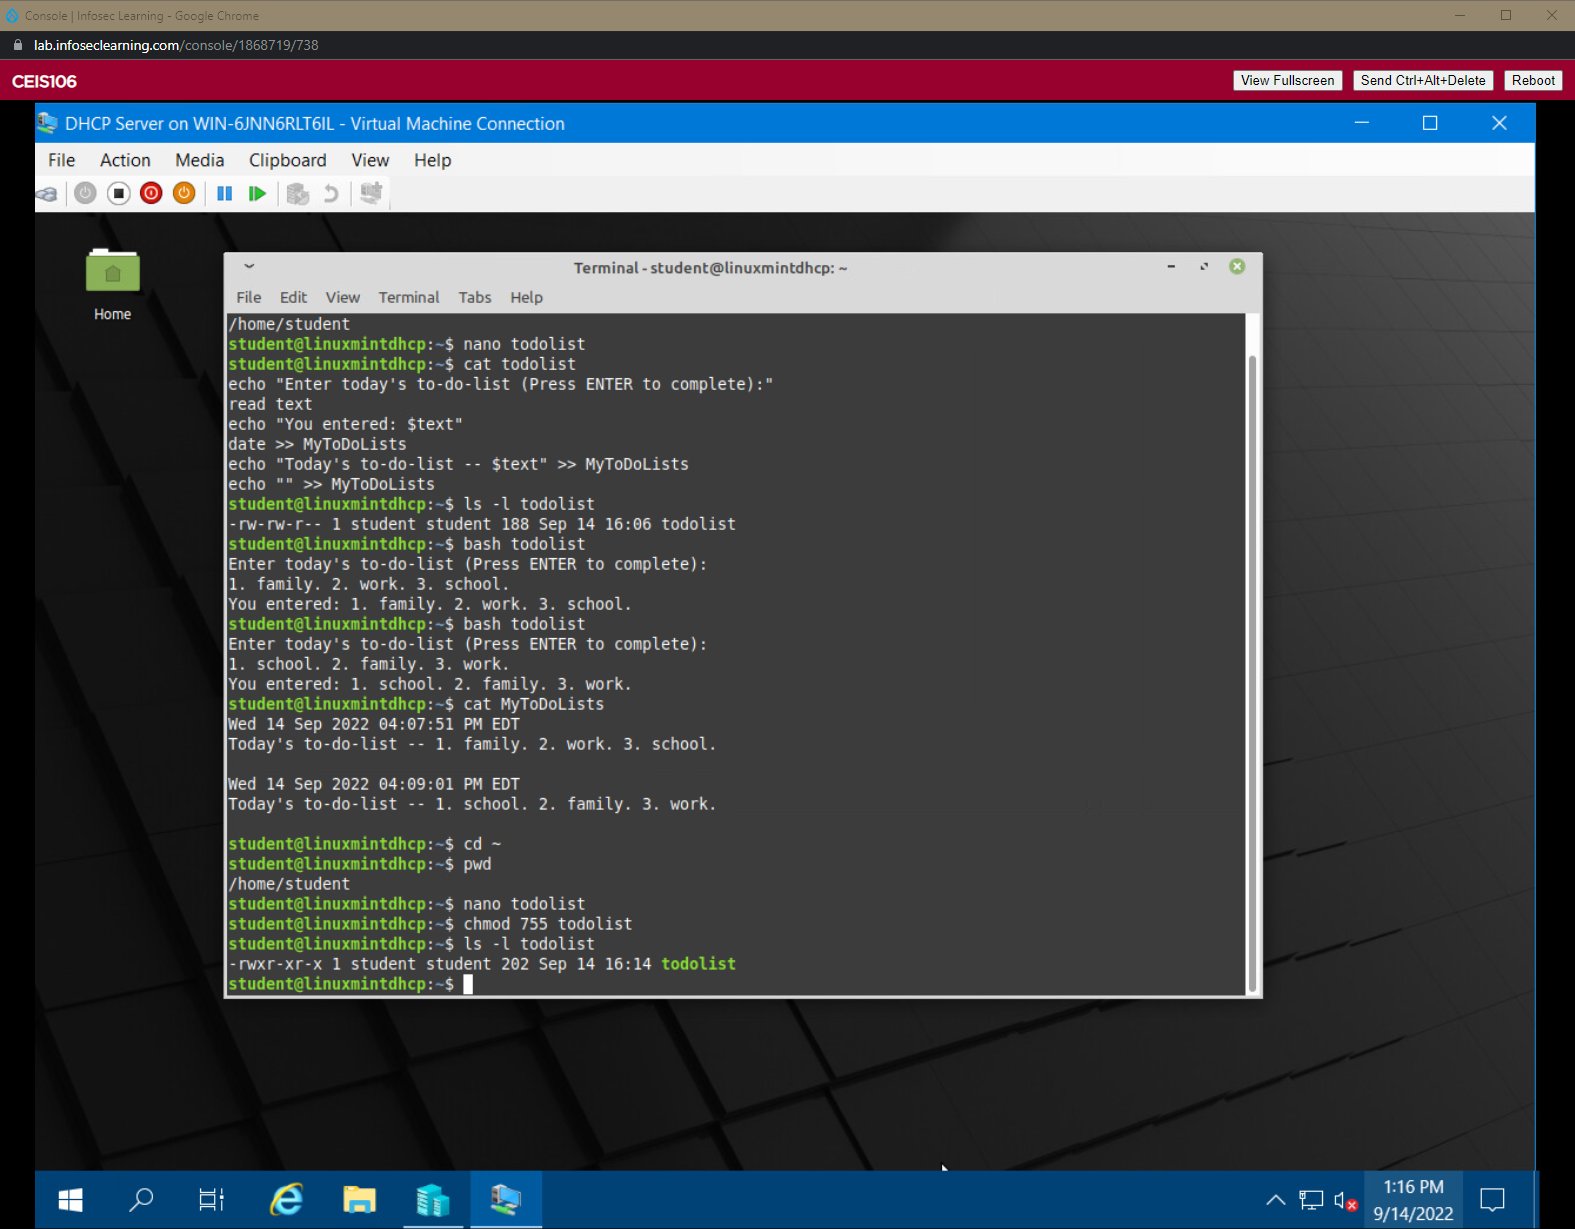 Console | Infosec Learning - Google Chrome
lab.infoseclearning.com/console/1868719/738
CEIS106
View Fullscreen
Send Ctrl+Alt+Delete
Reboot
DHCP Server on WIN-6JNN6RLT6IL - Virtual Machine Connection
File Action Media Clipboard View Help
Home
Terminal - student@linuxmintdhcp: ~
File Edit View Terminal Tabs Help
/home/student
student@linuxmintdhcp:~$ nano todolist
student@linuxmintdhcp:~$ cat todolist
echo "Enter today's to-do-list (Press ENTER to complete):"
read text
echo "You entered: $text"
date >> MyToDoLists
echo "Today's to-do-list -- $text" >> MyToDoLists
echo "" >> MyToDoLists
student@linuxmintdhcp:~$ ls -l todolist
-rw-rw-r-- 1 student student 188 Sep 14 16:06 todolist
student@linuxmintdhcp:~$ bash todolist
Enter today's to-do-list (Press ENTER to complete):
1. family. 2. work. 3. school.
You entered: 1. family. 2. work. 3. school.
student@linuxmintdhcp:~$ bash todolist
Enter today's to-do-list (Press ENTER to complete):
1. school. 2. family. 3. work.
You entered: 1. school. 2. family. 3. work.
student@linuxmintdhcp:~$ cat MyToDoLists
Wed 14 Sep 2022 04:07:51 PM EDT
Today's to-do-list -- 1. family. 2. work. 3. school.
Wed 14 Sep 2022 04:09:01 PM EDT
Today's to-do-list -- 1. school. 2. family. 3. work.
student@linuxmintdhcp:~$ cd ~
student@linuxmintdhcp:~$ pwd
/home/student
student@linuxmintdhcp:~$ nano todolist
student@linuxmintdhcp:~$ chmod 755 todolist
student@linuxmintdhcp:~$ ls -l todolist
-rwxr-xr-x 1 student student 202 Sep 14 16:14 todolist
student@linuxmintdhcp:~$
1:16 PM
9/14/2022